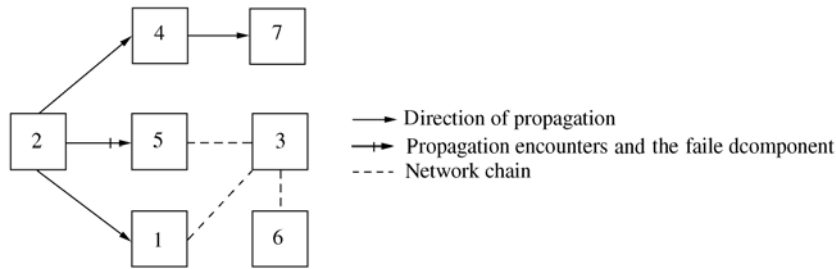 4 7
2 5 3
1 6
Direction of propagation
Propagation encounters and the faile dcomponent
Network chain